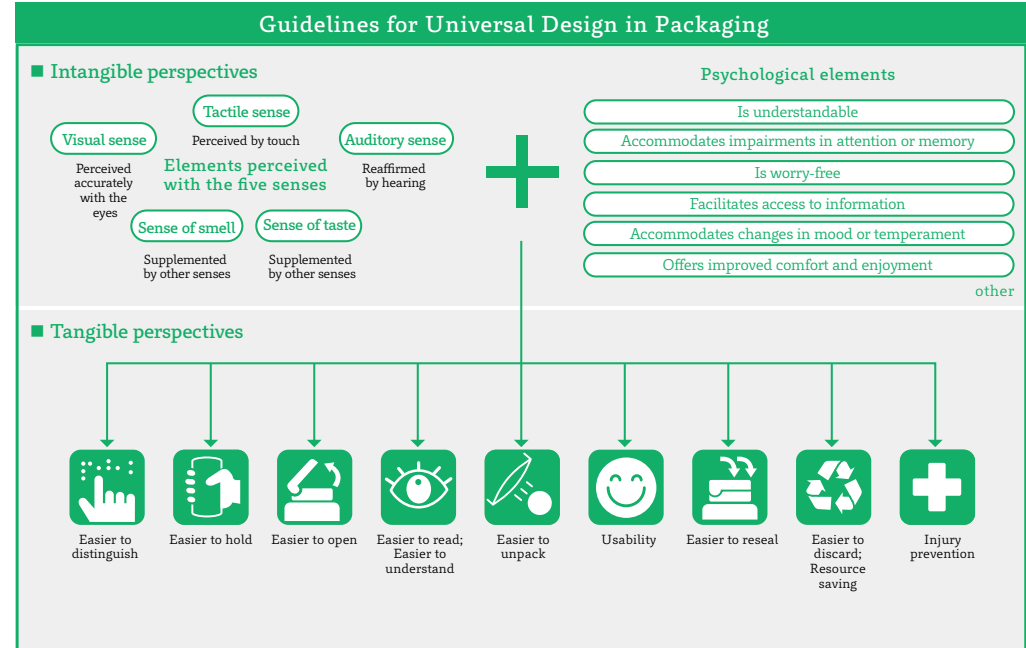 Guidelines for Universal Design in Packaging
Intangible perspectives
Tactile sense
Perceived by touch
Visual sense
Perceived
accurately
with the
eyes
Auditory sense
Reaffirmed
by hearing
Elements perceived
with the five senses
Sense of smell
Supplemented
by other senses
Sense of taste
Supplemented
by other senses
Psychological elements
Is understandable
Accommodates impairments in attention or memory
Is worry-free
Facilitates access to information
Accommodates changes in mood or temperament
Offers improved comfort and enjoyment
other
Tangible perspectives
Easier to
distinguish
Easier to hold
Easier to open
Easier to read;
Easier to
understand
Easier to
unpack
Usability
Easier to reseal
Easier to
discard;
Resource
saving
Injury
prevention